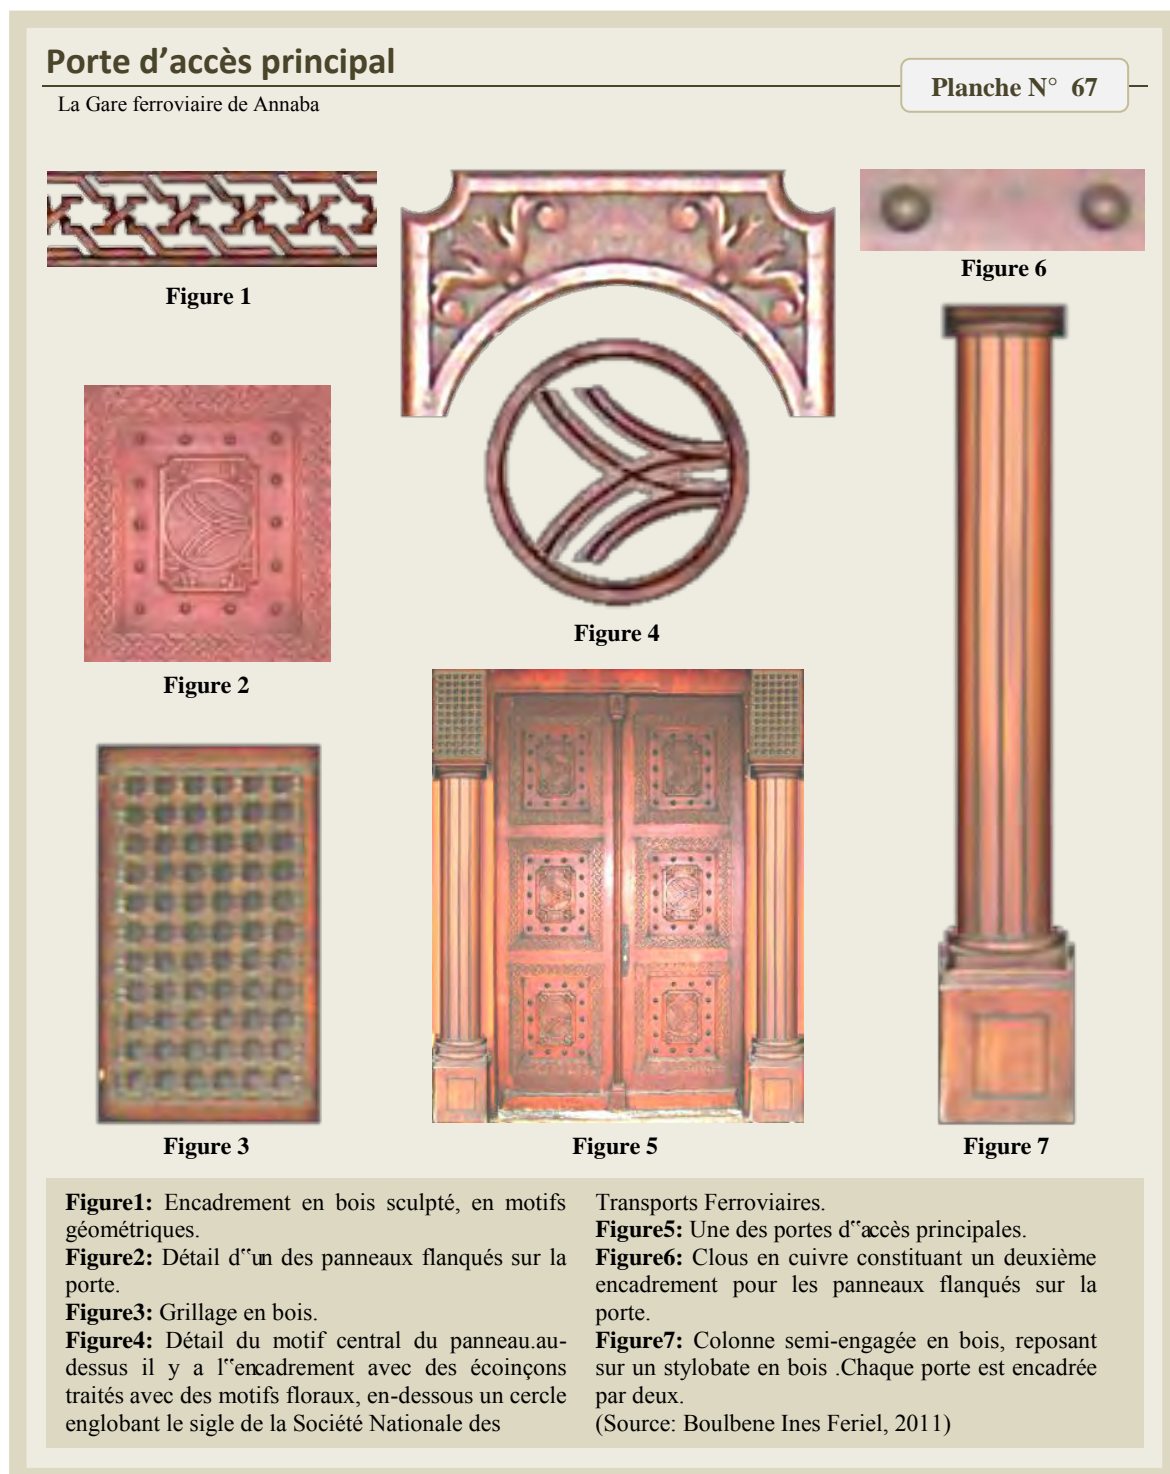 Porte d'accès principal
Planche N° 67
La Gare ferroviaire de Annaba
Figure 1
Figure 6
Figure 4
Figure 2
Figure 3
Figure 5
Figure 7
Figure1: Encadrement en bois sculpté, en motifs
géométriques.
Figure2: Détail d‟un des panneaux flanqués sur la
porte.
Figure3: Grillage en bois.
Figure4: Détail du motif central du panneau.au-
dessus il y a l‟encadrement avec des écoinçons
traités avec des motifs floraux, en-dessous un cercle
englobant le sigle de la Société Nationale des
Transports Ferroviaires.
Figure5: Une des portes d‟accès principales.
Figure6: Clous en cuivre constituant un deuxième
encadrement pour les panneaux flanqués sur la
porte.
Figure7: Colonne semi-engagée en bois, reposant
sur un stylobate en bois .Chaque porte est encadrée
par deux.
(Source: Boulbene Ines Feriel, 2011)